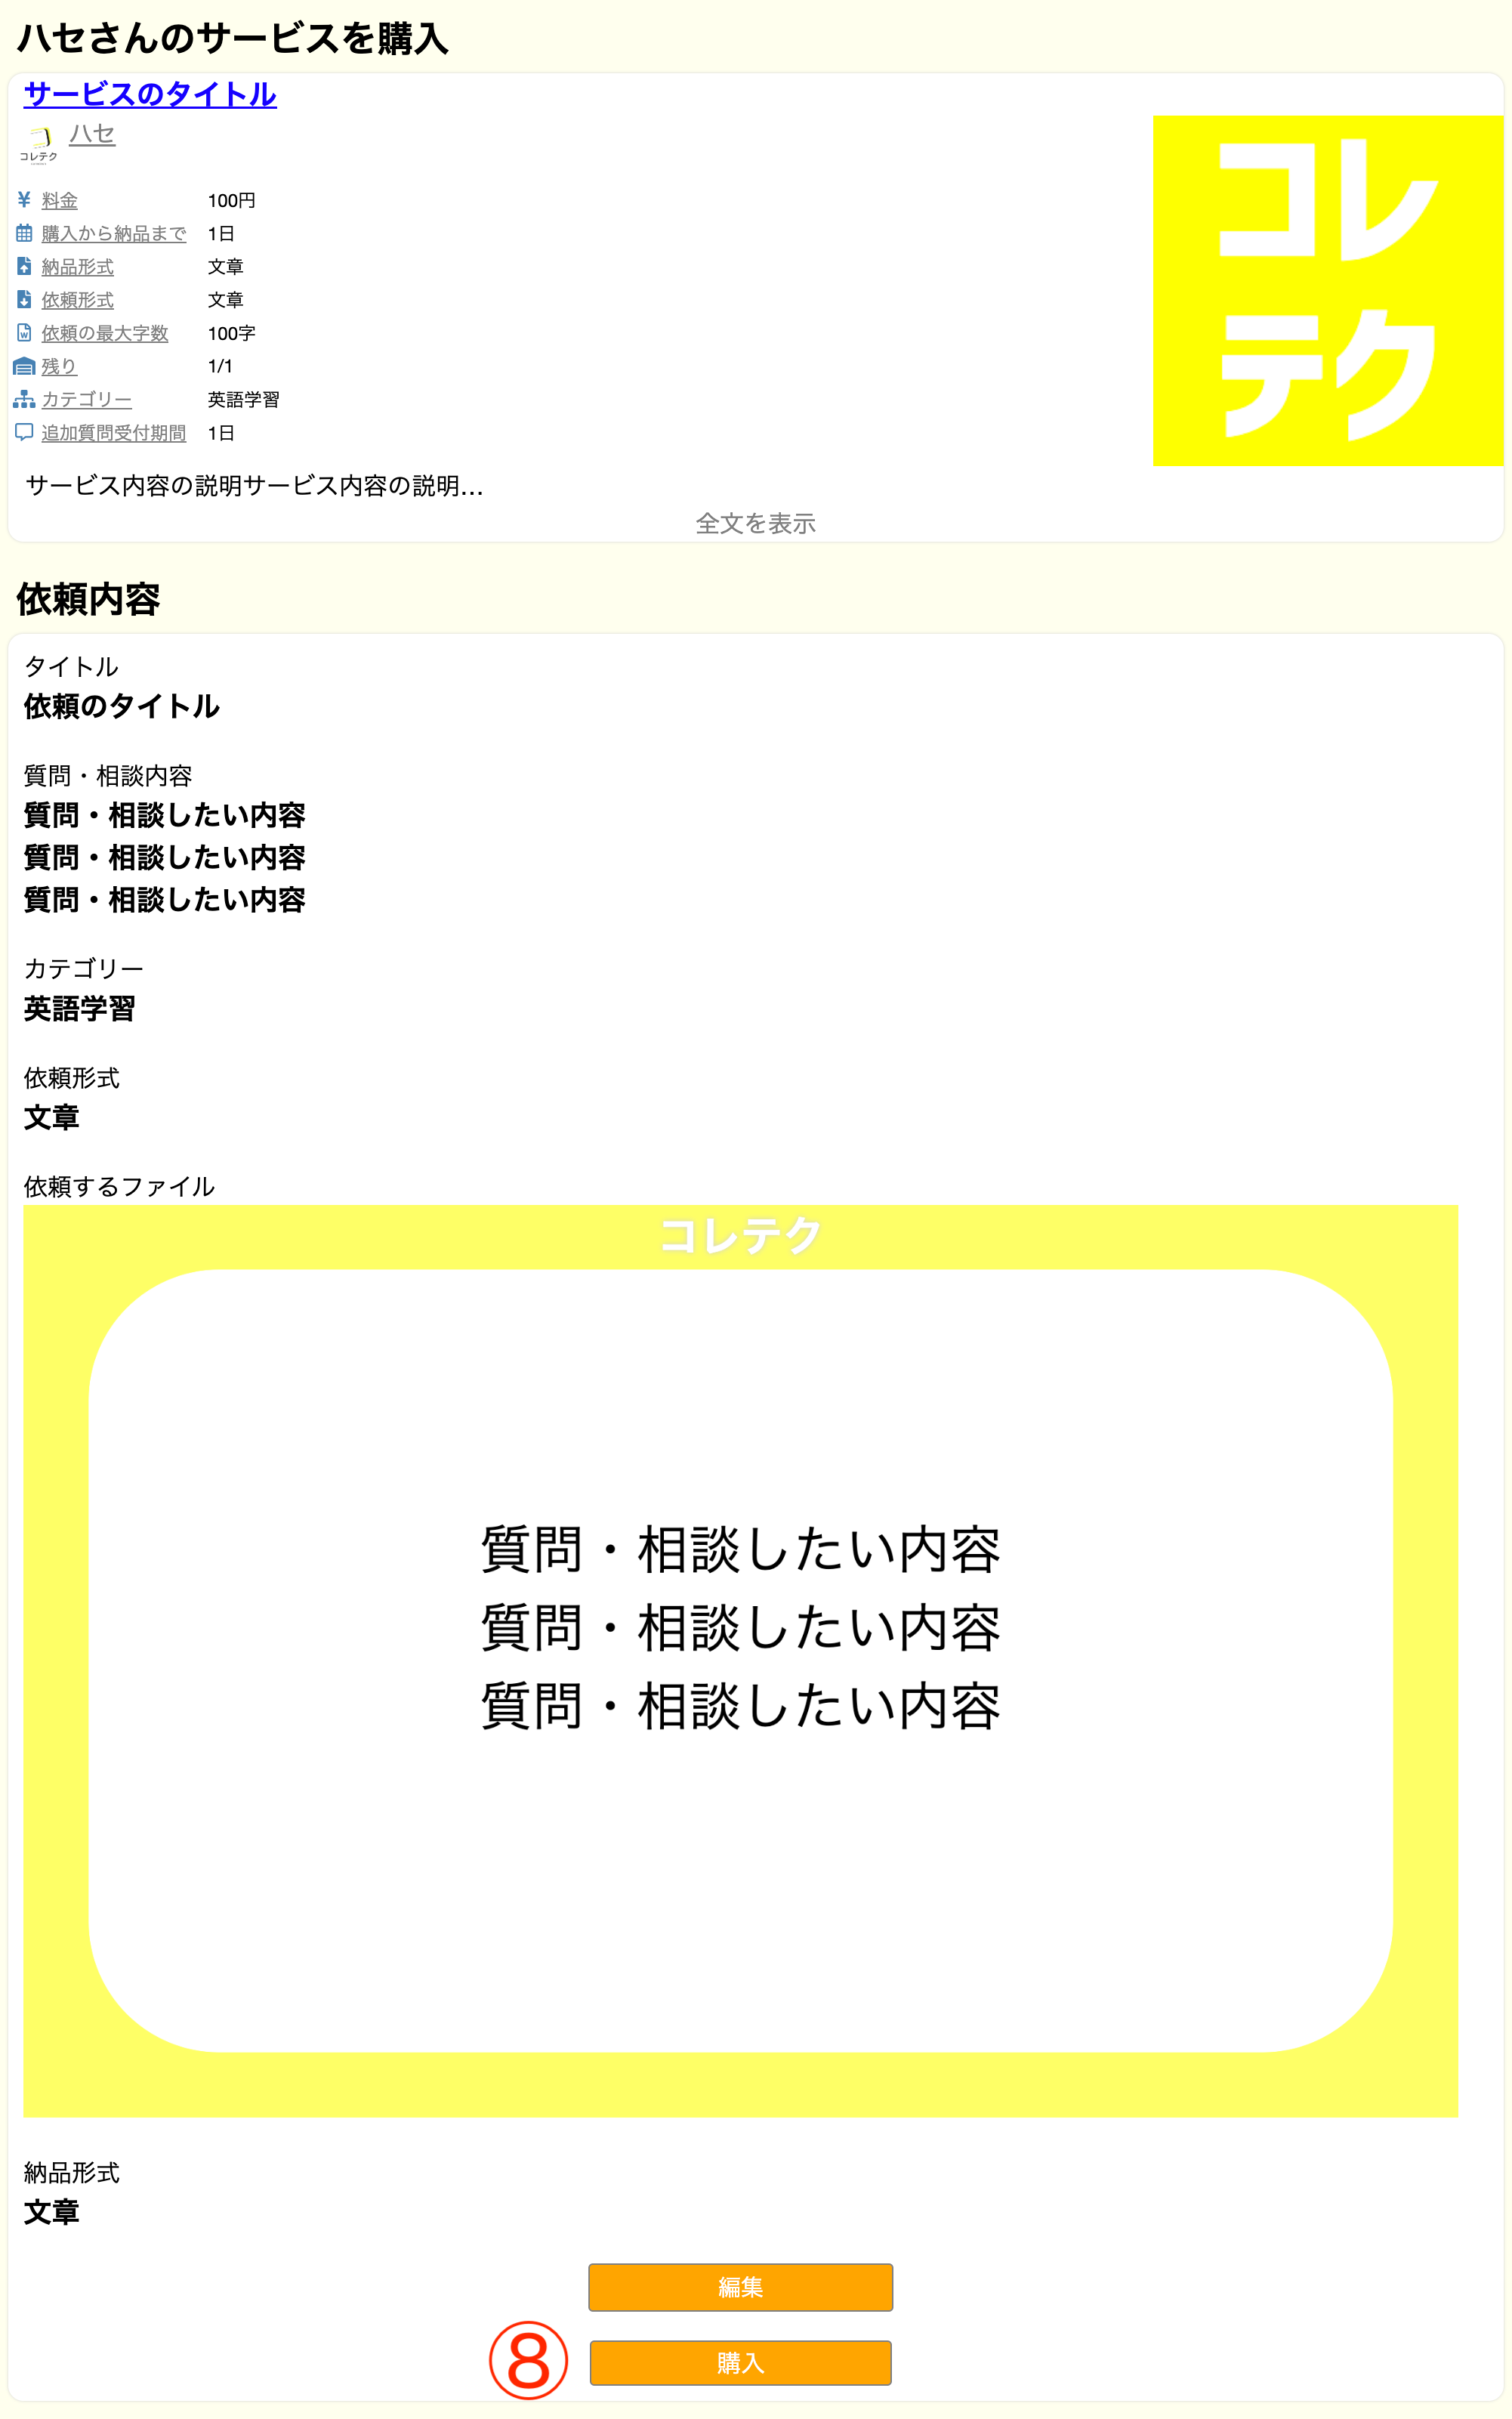 ハセさんのサービスを購入
サービスのタイトル
コレテク
ハセ
コレ
テク
料金 100円
購入から納品まで 1日
納品形式 文章
依頼形式 文章
依頼の最大字数 100字
残り 1/1
カテゴリー 英語学習
追加質問受付期間 1日
サービス内容の説明サービス内容の説明...
全文を表示
依頼内容
タイトル
依頼のタイトル
質問・相談内容
質問・相談したい内容
質問・相談したい内容
質問・相談したい内容
カテゴリー
英語学習
依頼形式
文章
依頼するファイル
コレテク
質問・相談したい内容
質問・相談したい内容
質問・相談したい内容
納品形式
文章
編集
⑧ 購入